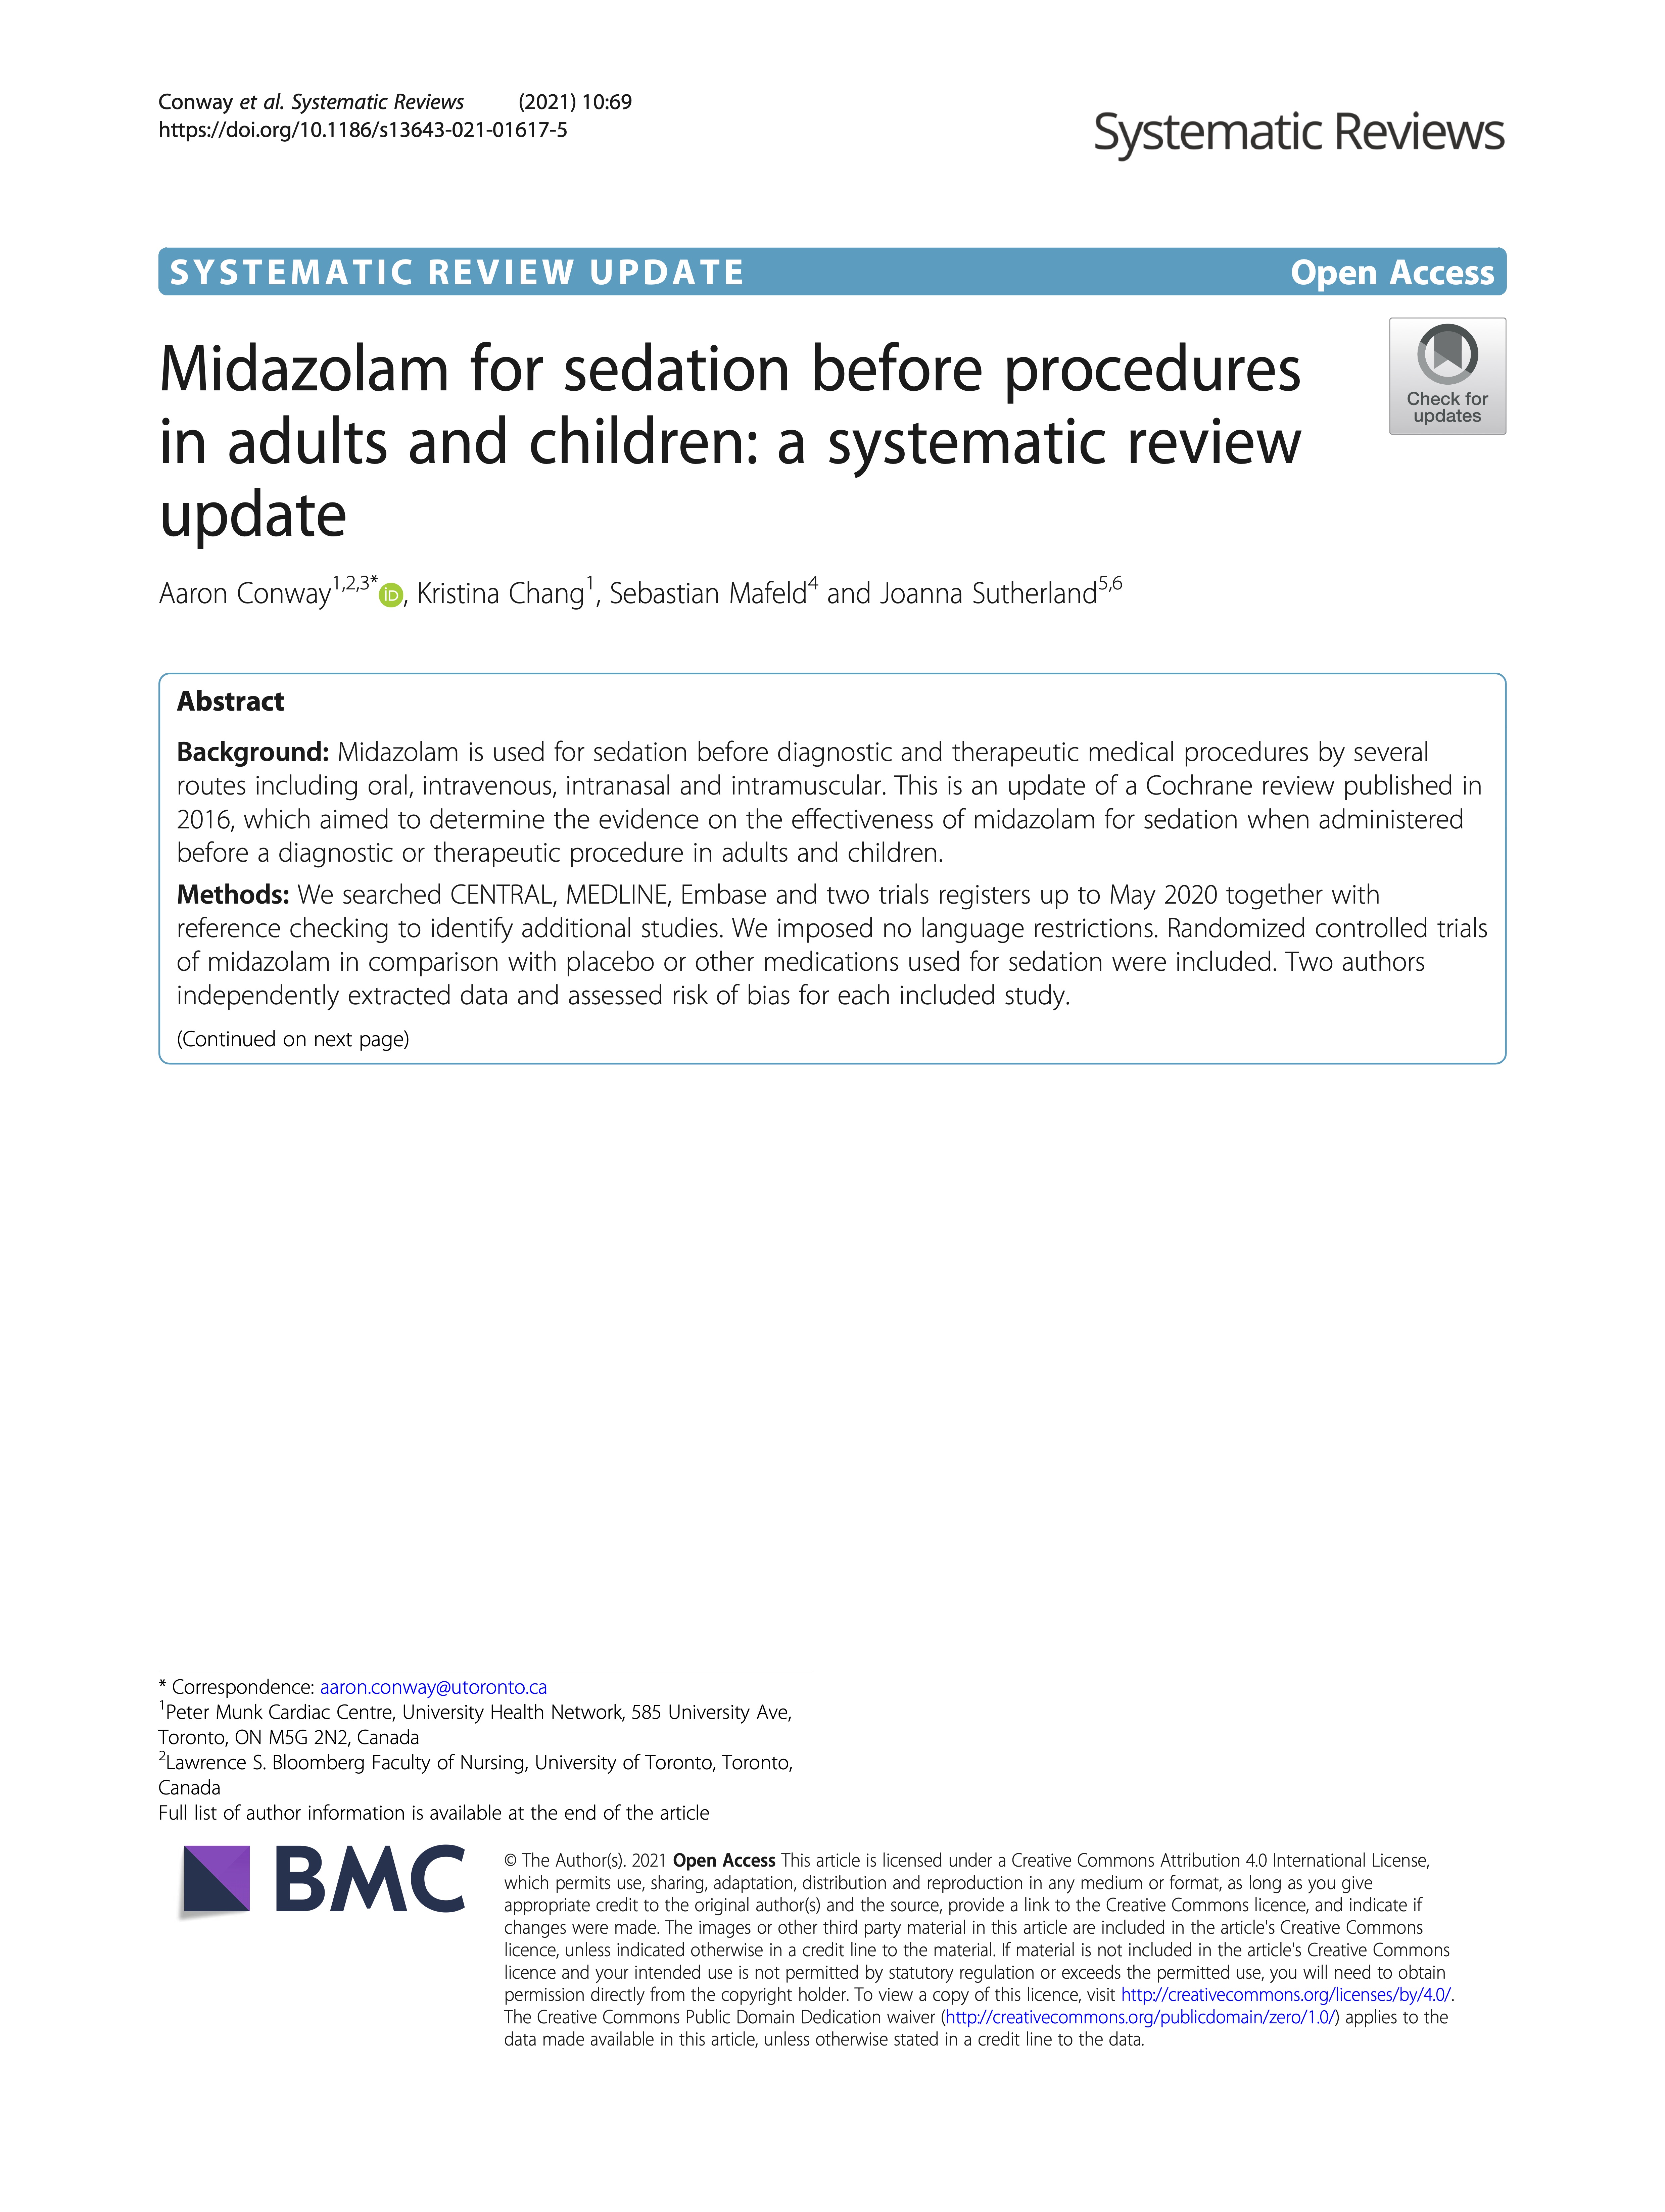 Conway et al. Systematic Reviews (2021) 10:69
https://doi.org/10.1186/s13643-021-01617-5
Systematic Reviews
SYSTEMATIC REVIEW UPDATE Open Access
Midazolam for sedation before procedures
in adults and children: a systematic review
update
Check for
updates
Aaron Conway1,2,3* iD, Kristina Chang1, Sebastian Mafeld4 and Joanna Sutherland5,6
Abstract
Background: Midazolam is used for sedation before diagnostic and therapeutic medical procedures by several
routes including oral, intravenous, intranasal and intramuscular. This is an update of a Cochrane review published in
2016, which aimed to determine the evidence on the effectiveness of midazolam for sedation when administered
before a diagnostic or therapeutic procedure in adults and children.
Methods: We searched CENTRAL, MEDLINE, Embase and two trials registers up to May 2020 together with
reference checking to identify additional studies. We imposed no language restrictions. Randomized controlled trials
of midazolam in comparison with placebo or other medications used for sedation were included. Two authors
independently extracted data and assessed risk of bias for each included study.
(Continued on next page)
* Correspondence: aaron.conway@utoronto.ca
1Peter Munk Cardiac Centre, University Health Network, 585 University Ave,
Toronto, ON M5G 2N2, Canada
2Lawrence S. Bloomberg Faculty of Nursing, University of Toronto, Toronto,
Canada
Full list of author information is available at the end of the article
BMC
© The Author(s). 2021 Open Access This article is licensed under a Creative Commons Attribution 4.0 International License,
which permits use, sharing, adaptation, distribution and reproduction in any medium or format, as long as you give
appropriate credit to the original author(s) and the source, provide a link to the Creative Commons licence, and indicate if
changes were made. The images or other third party material in this article are included in the article's Creative Commons
licence, unless indicated otherwise in a credit line to the material. If material is not included in the article's Creative Commons
licence and your intended use is not permitted by statutory regulation or exceeds the permitted use, you will need to obtain
permission directly from the copyright holder. To view a copy of this licence, visit http://creativecommons.org/licenses/by/4.0/.
The Creative Commons Public Domain Dedication waiver (http://creativecommons.org/publicdomain/zero/1.0/) applies to the
data made available in this article, unless otherwise stated in a credit line to the data.